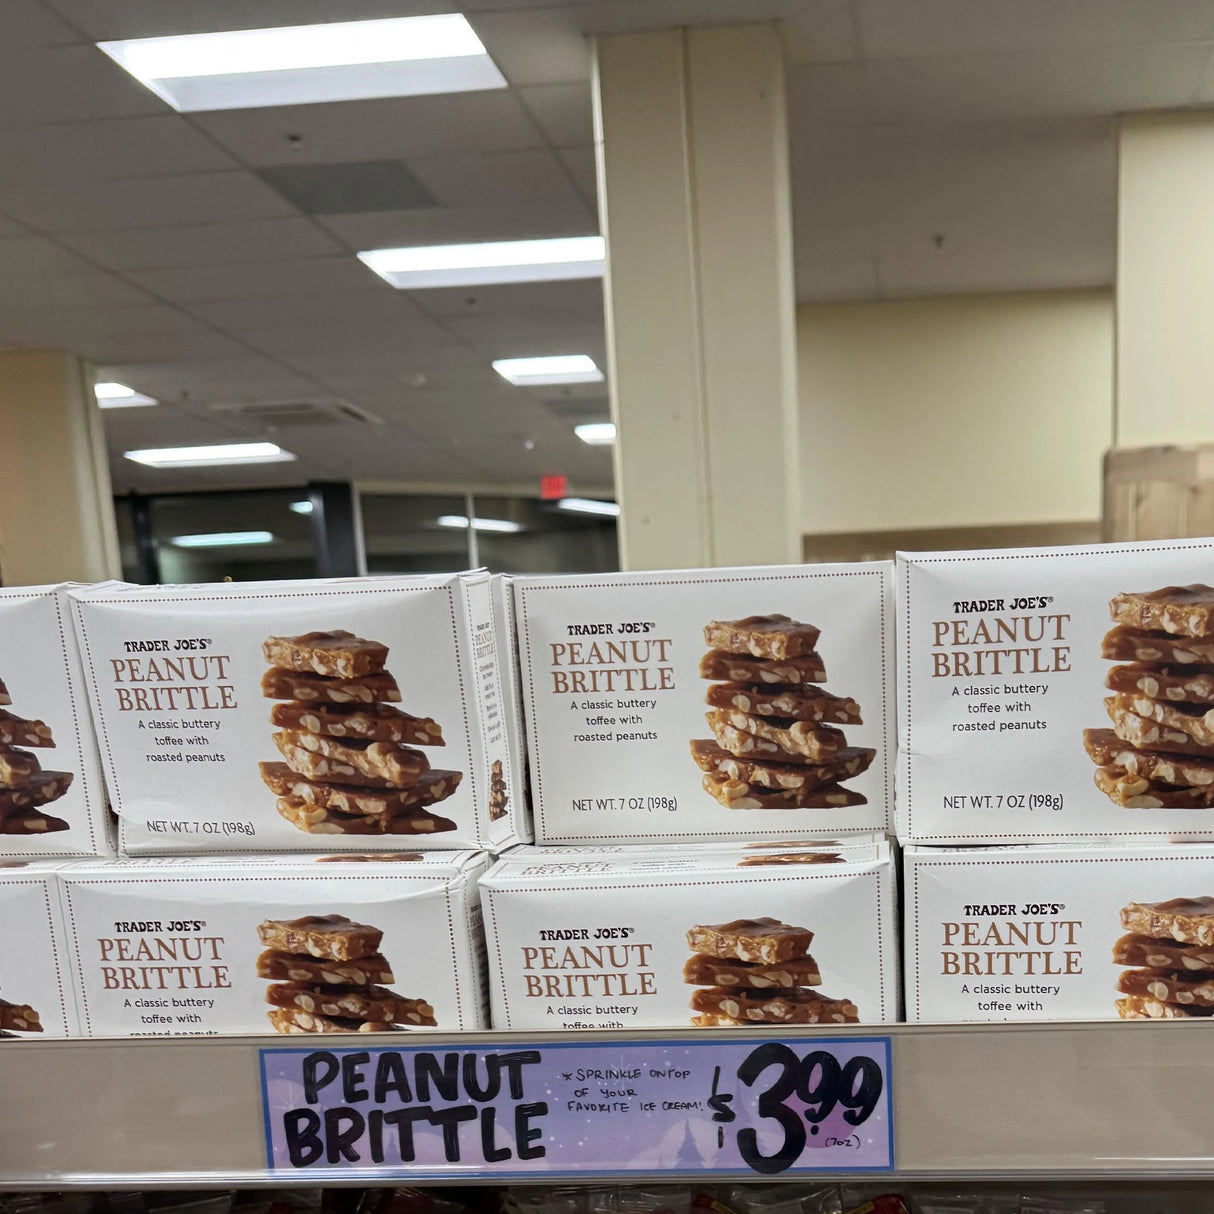 TRADER JOE'S®
PEANUT
BRITTLE
A classic buttery
toffee with
roasted peanuts
NET WT. 7 OZ (198g)
TRADER JOE'S®
PEANUT
BRITTLE
A classic buttery
toffee with
roasted peanuts
NET WT. 7 OZ (198g)
TRADER JOE'S®
PEANUT
BRITTLE
A classic buttery
toffee with
roasted peanuts
NET WT. 7 OZ (198g)
TRADER JOE'S®
PEANUT
BRITTLE
A classic buttery
toffee with
roasted peanuts
TRADER JOE'S®
PEANUT
BRITTLE
A classic buttery
toffee with
TRADER JOE'S®
PEANUT
BRITTLE
A classic buttery
toffee with
PEANUT
BRITTLE
* SPRINKLE ON TOP
OF YOUR
FAVORITE ICE CREAM!
$3.99
(7oz)